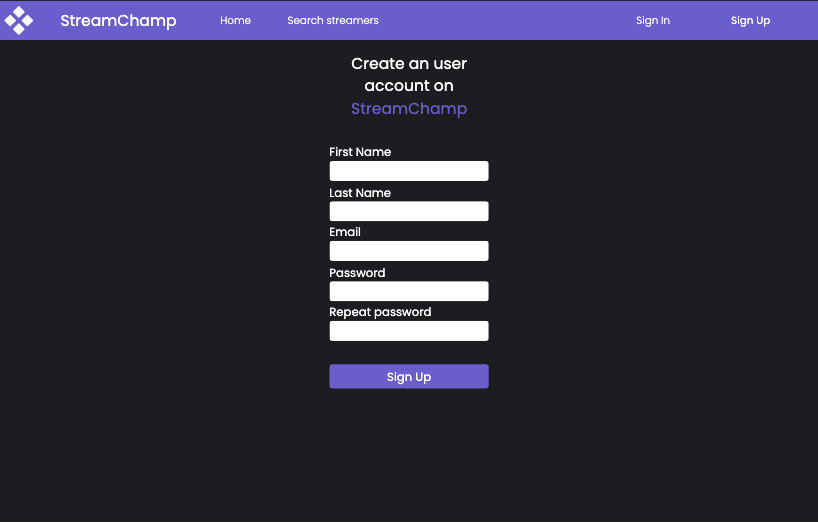 StreamChamp Home Search streamers Sign In Sign Up
Create an user
account on
StreamChamp
First Name
Last Name
Email
Password
Repeat password
Sign Up